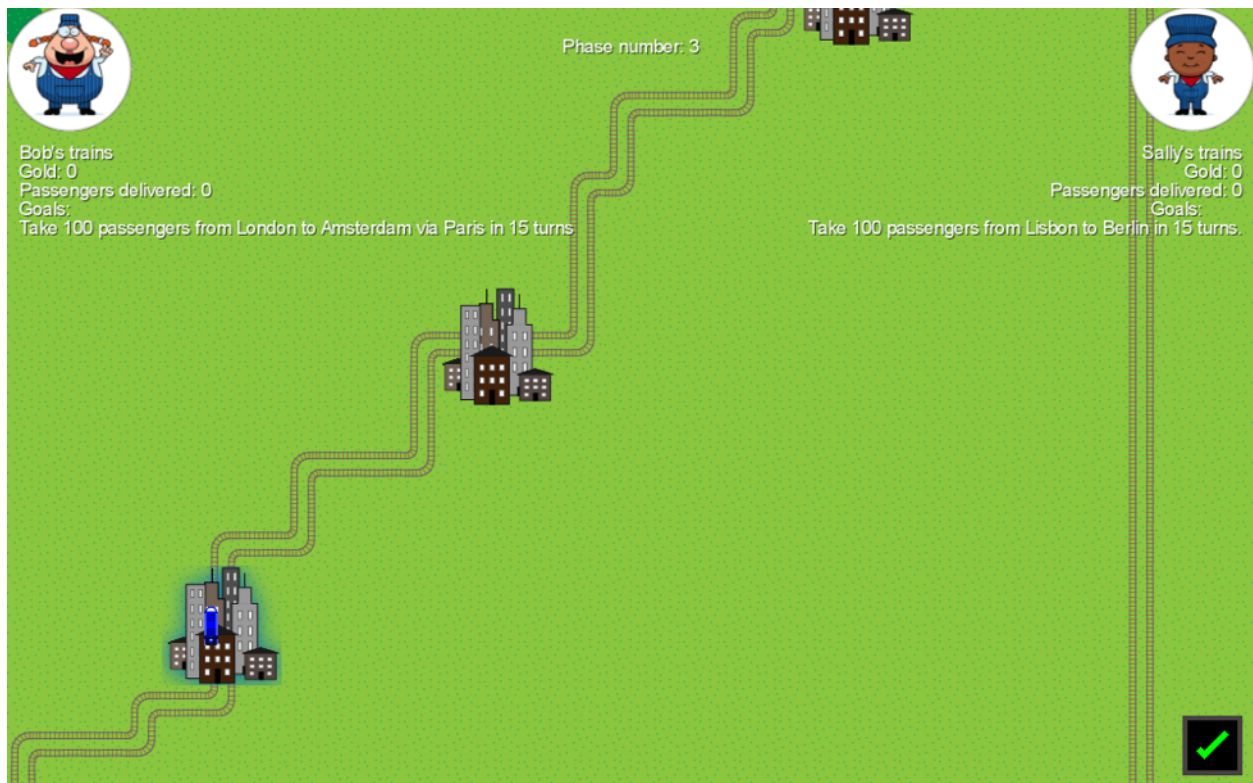 Phase number: 3
Bob's trains
Gold: 0
Passengers delivered: 0
Goals:
Take 100 passengers from London to Amsterdam via Paris in 15 turns
Sally's trains
Gold: 0
Passengers delivered: 0
Goals:
Take 100 passengers from Lisbon to Berlin in 15 turns.